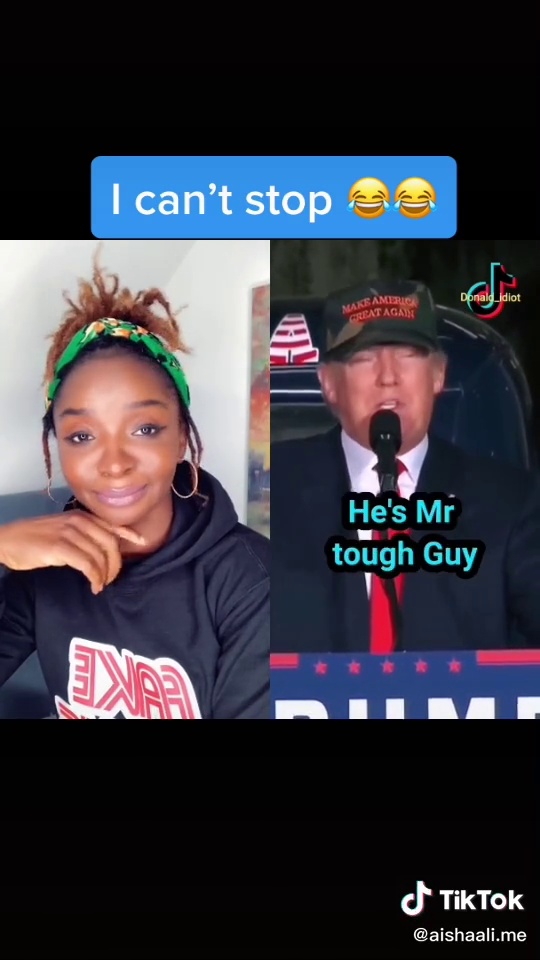 I can't stop 😂😂
Donald_idiot
MAKE AMERICA
GREAT AGAIN
He's Mr
tough Guy
FAKE
TikTok
@aishaali.me